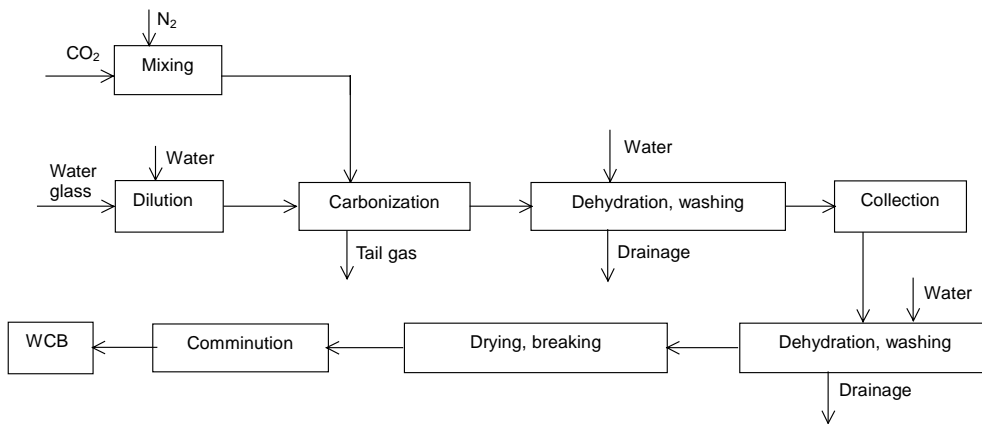 N₂
CO₂
Mixing
Water
Water
glass
Dilution
Carbonization
Water
Dehydration, washing
Collection
Tail gas
Drainage
Water
WCB
Comminution
Drying, breaking
Dehydration, washing
Drainage